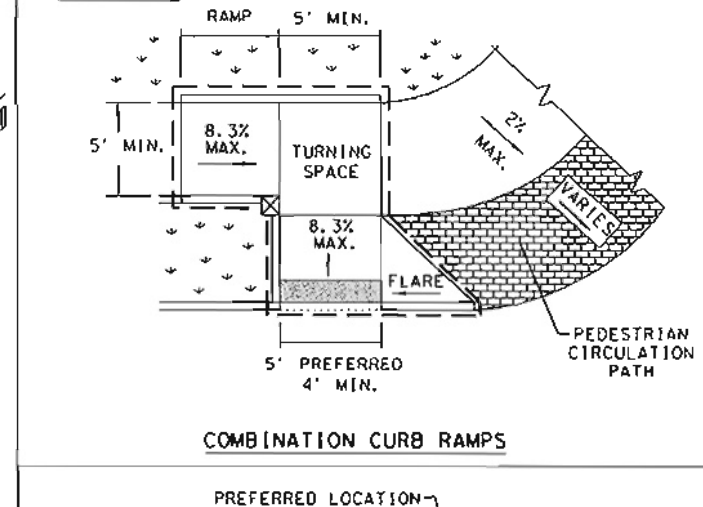 RAMP
5' MIN.
5' MIN.
8.3%
MAX.
TURNING
SPACE
2%
MAX.
VARIES
8.3%
MAX.
FLARE
PEDESTRIAN
CIRCULATION
PATH
5' PREFERRED
4' MIN.
COMBINATION CURB RAMPS
PREFERRED LOCATION